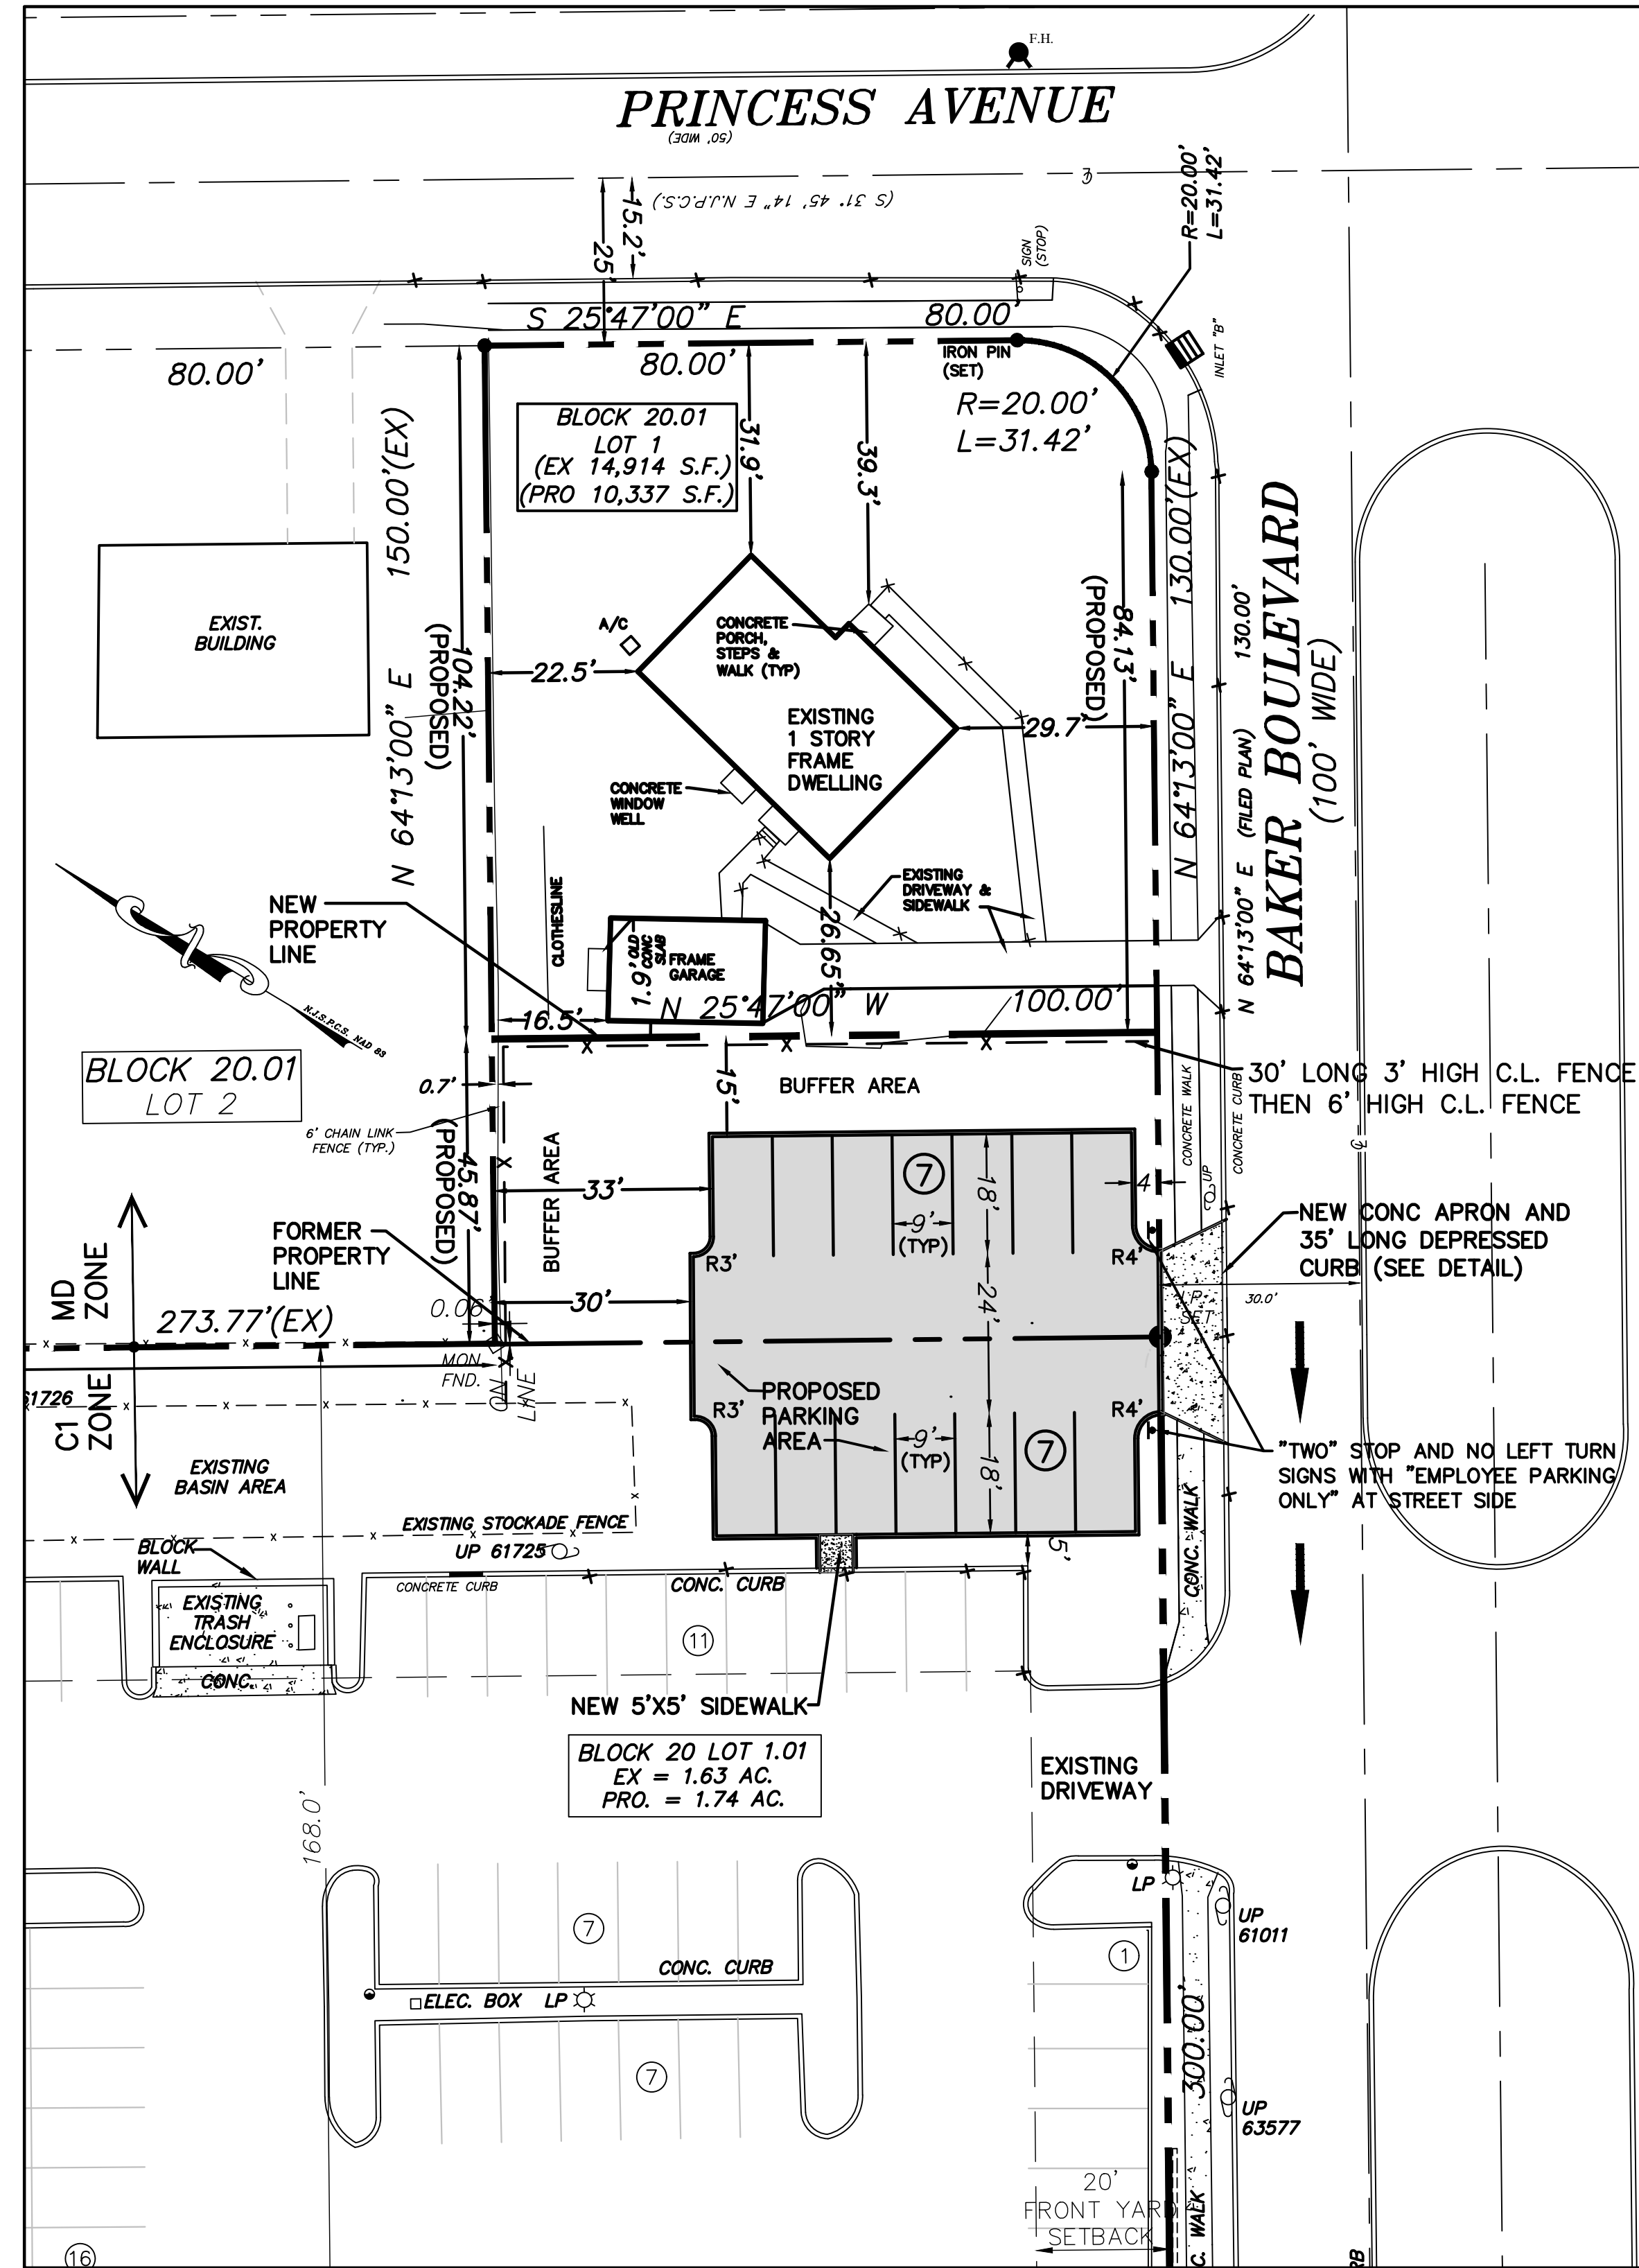 F.H.
PRINCESS AVENUE
(50' WIDE)
(S 31° 45' 14" E N.J.P.C.S.)
15.2'
25'
SIGN
(STOP)
R=20.00'
L=31.42'
S 25°47'00" E
80.00'
80.00'
80.00'
IRON PIN
(SET)
INLET "B"
R=20.00'
L=31.42'
BLOCK 20.01
LOT 1
(EX 14,914 S.F.)
(PRO 10,337 S.F.)
31.9'
39.3'
N 64°13'00" E 150.00'(EX)
104.22'
(PROPOSED)
N 64°13'00" E 130.00'(EX)
84.13'
(PROPOSED)
N 64°13'00" E (FILED PLAN) 130.00'
BAKER BOULEVARD
(100' WIDE)
EXIST.
BUILDING
A/C
CONCRETE
PORCH,
STEPS &
WALK (TYP)
22.5'
EXISTING
1 STORY
FRAME
DWELLING
29.7'
CONCRETE
WINDOW
WELL
CLOTHESLINE
EXISTING
DRIVEWAY &
SIDEWALK
NEW
PROPERTY
LINE
N.J.S.P.C.S. NAD 83
1.6'
OLD
CONC
SLAB
FRAME
GARAGE
26.65'
16.5'
N 25°47'00" W
100.00'
BLOCK 20.01
LOT 2
0.7'
15'
BUFFER AREA
30' LONG 3' HIGH C.L. FENCE
THEN 6' HIGH C.L. FENCE
6' CHAIN LINK
FENCE (TYP.)
CONCRETE WALK
CONCRETE CURB
UP
45.87'
(PROPOSED)
BUFFER AREA
33'
7
18'
9'
(TYP)
4
R3'
R4'
NEW CONC APRON AND
35' LONG DEPRESSED
CURB (SEE DETAIL)
FORMER
PROPERTY
LINE
MD
ZONE
C1
ZONE
273.77'(EX)
0.06'
30'
24'
I.P.
SET
30.0'
MON.
FND.
ON
LINE
61726
PROPOSED
PARKING
AREA
R3'
R4'
9'
(TYP)
18'
7
"TWO" STOP AND NO LEFT TURN
SIGNS WITH "EMPLOYEE PARKING
ONLY" AT STREET SIDE
EXISTING
BASIN AREA
EXISTING STOCKADE FENCE
UP 61725
BLOCK
WALL
CONCRETE CURB
CONC. CURB
5'
CONC. WALK
EXISTING
TRASH
ENCLOSURE
CONC.
11
NEW 5'X5' SIDEWALK
BLOCK 20 LOT 1.01
EX = 1.63 AC.
PRO. = 1.74 AC.
EXISTING
DRIVEWAY
168.0'
LP
UP
61011
7
CONC. CURB
ELEC. BOX
LP
1
7
300.00'
UP
63577
20'
FRONT YARD
SETBACK
C. WALK
RB
16